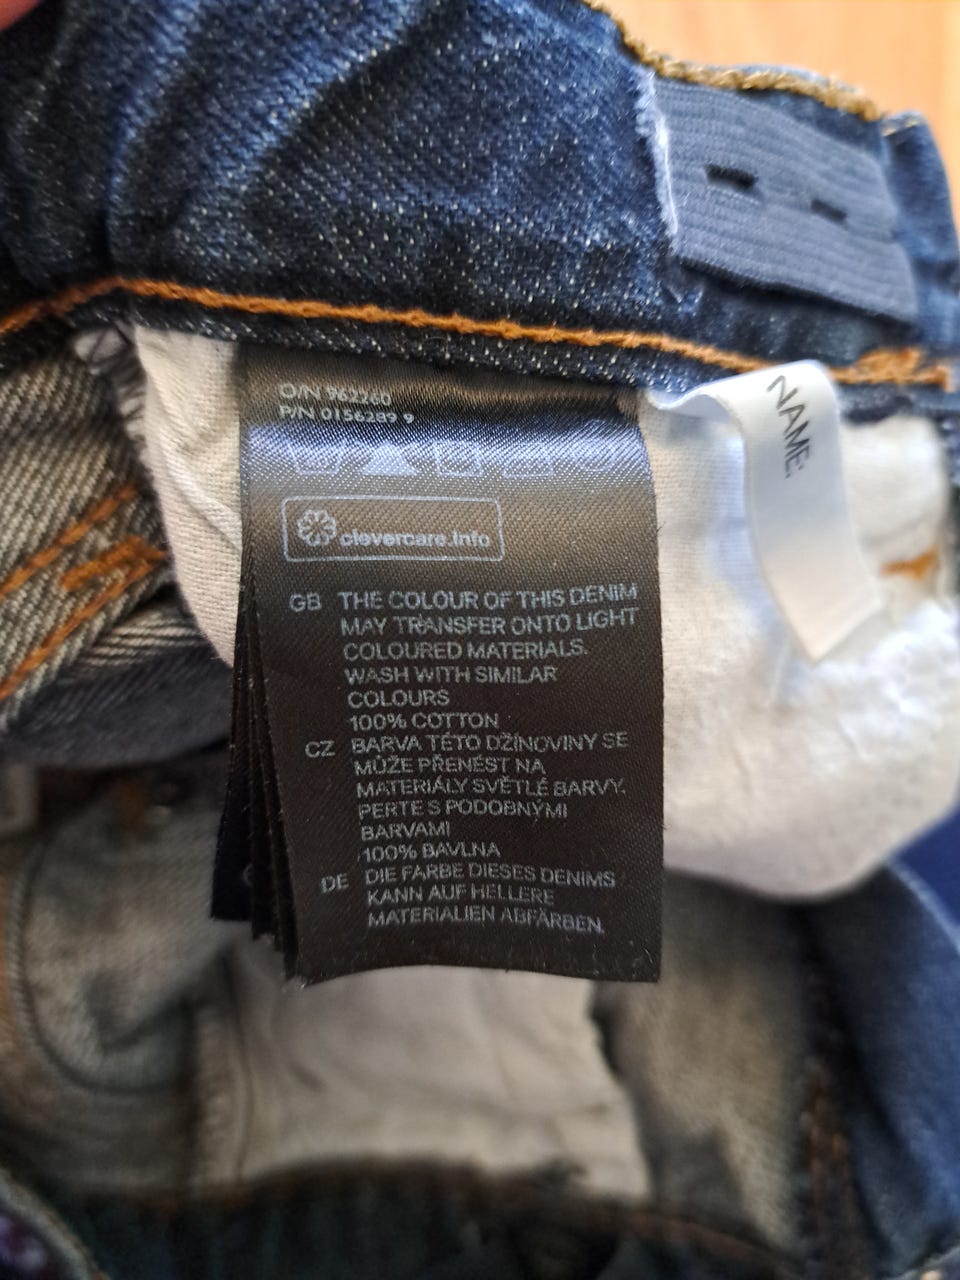 O/N 962260
P/N 0156289 9
clevercare.info
GB THE COLOUR OF THIS DENIM
MAY TRANSFER ONTO LIGHT
COLOURED MATERIALS.
WASH WITH SIMILAR
COLOURS
100% COTTON
CZ BARVA TÉTO DŽÍNOVINY SE
MŮŽE PŘENÉST NA
MATERIÁLY SVĚTLÉ BARVY.
PERTE S PODOBNÝMI
BARVAMI
100% BAVLNA
DE DIE FARBE DIESES DENIMS
KANN AUF HELLERE
MATERIALIEN ABFÄRBEN.
NAME: